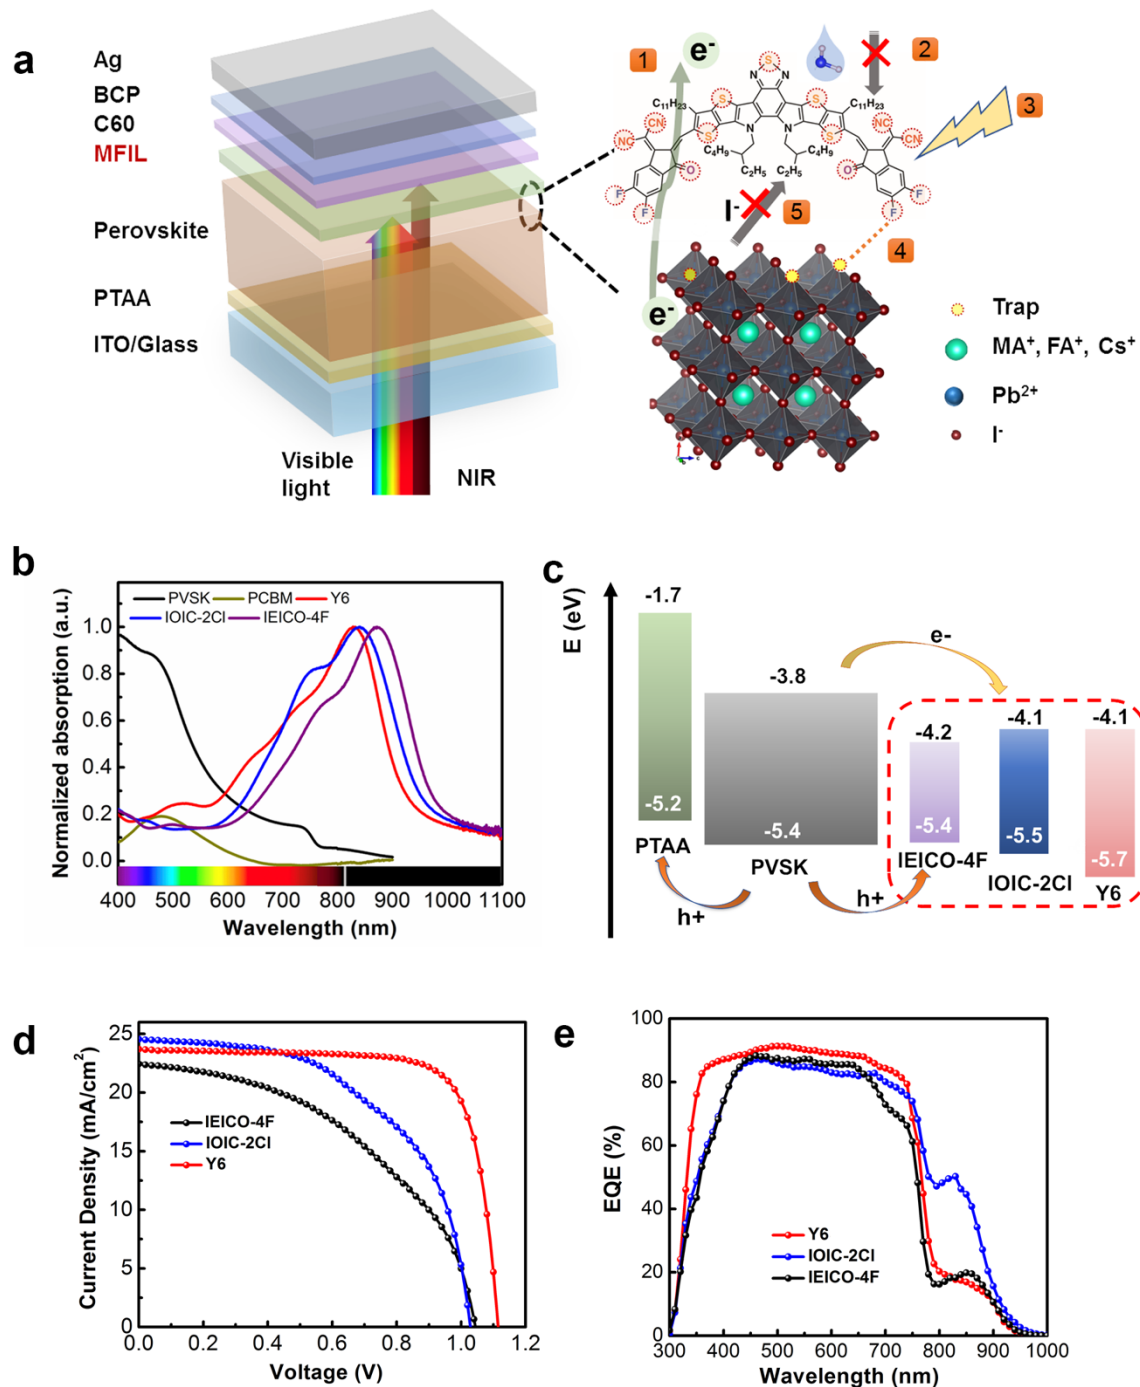 a
Ag
BCP
C60
MFIL
Perovskite
PTAA
ITO/Glass
Visible
light
NIR
1
e-
2
3
S
N N
C11H23 S S C11H23
NC CN S S CN CN
C4H9 C4H9
O C2H5 C2H5 O
F F F F
I- 5
4
e-
Trap
MA+, FA+, Cs+
Pb2+
I-
b
PVSK PCBM Y6
IOIC-2Cl IEICO-4F
Normalized absorption (a.u.)
1.0
0.8
0.6
0.4
0.2
0.0
400 500 600 700 800 900 1000 1100
Wavelength (nm)
c
E (eV)
-1.7
e-
-3.8
-4.2 -4.1 -4.1
-5.2 -5.4 -5.4 -5.5 -5.7
PTAA PVSK IEICO-4F IOIC-2Cl Y6
h+ h+
d
Current Density (mA/cm2)
25
20
15
10
5
0
IEICO-4F
IOIC-2Cl
Y6
0.0 0.2 0.4 0.6 0.8 1.0 1.2
Voltage (V)
e
EQE (%)
100
80
60
40
20
0
Y6
IOIC-2Cl
IEICO-4F
300 400 500 600 700 800 900 1000
Wavelength (nm)